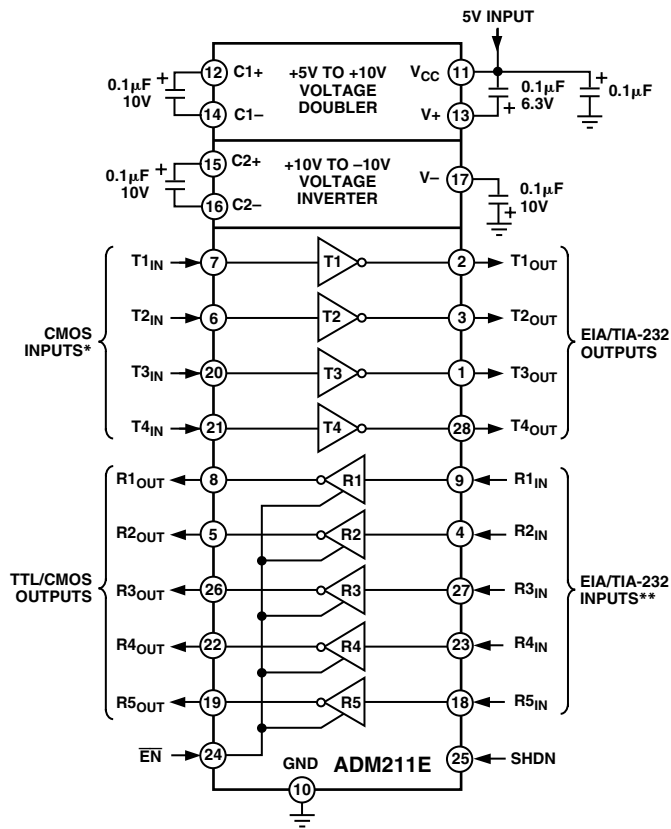 5V INPUT
0.1µF
10V
+
12
C1+
14
C1–
+5V TO +10V
VOLTAGE
DOUBLER
VCC
11
V+
13
0.1µF
6.3V
+
+
0.1µF
0.1µF
10V
+
15
C2+
16
C2–
+10V TO –10V
VOLTAGE
INVERTER
V–
17
0.1µF
10V
+
CMOS
INPUTS*
T1IN
7
T1
2
T1OUT
T2IN
6
T2
3
T2OUT
T3IN
20
T3
1
T3OUT
T4IN
21
T4
28
T4OUT
EIA/TIA-232
OUTPUTS
TTL/CMOS
OUTPUTS
R1OUT
8
R1
9
R1IN
R2OUT
5
R2
4
R2IN
R3OUT
26
R3
27
R3IN
R4OUT
22
R4
23
R4IN
R5OUT
19
R5
18
R5IN
EIA/TIA-232
INPUTS**
EN
24
GND
10
ADM211E
25
SHDN